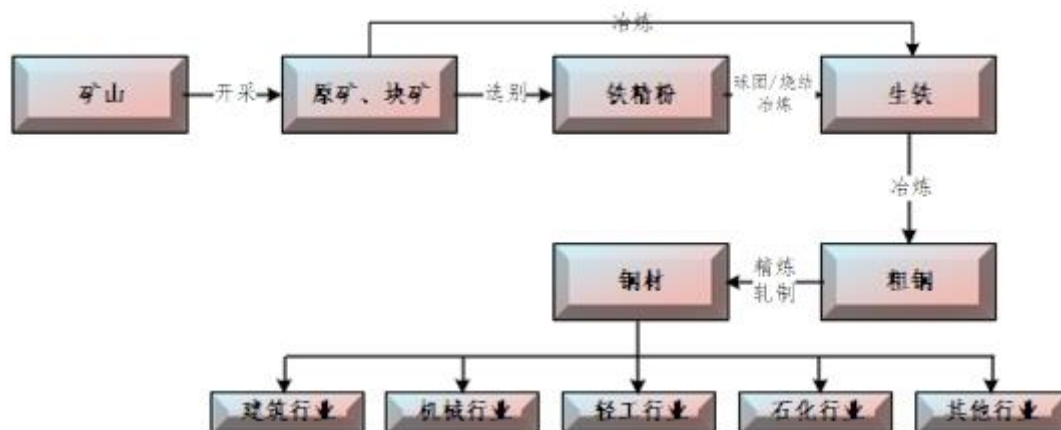 冶炼
矿山
开采
原矿、块矿
选别
铁精粉
球团/烧结
冶炼
生铁
冶炼
钢材
精炼
轧制
粗钢
建筑行业
机械行业
轻工行业
石化行业
其他行业